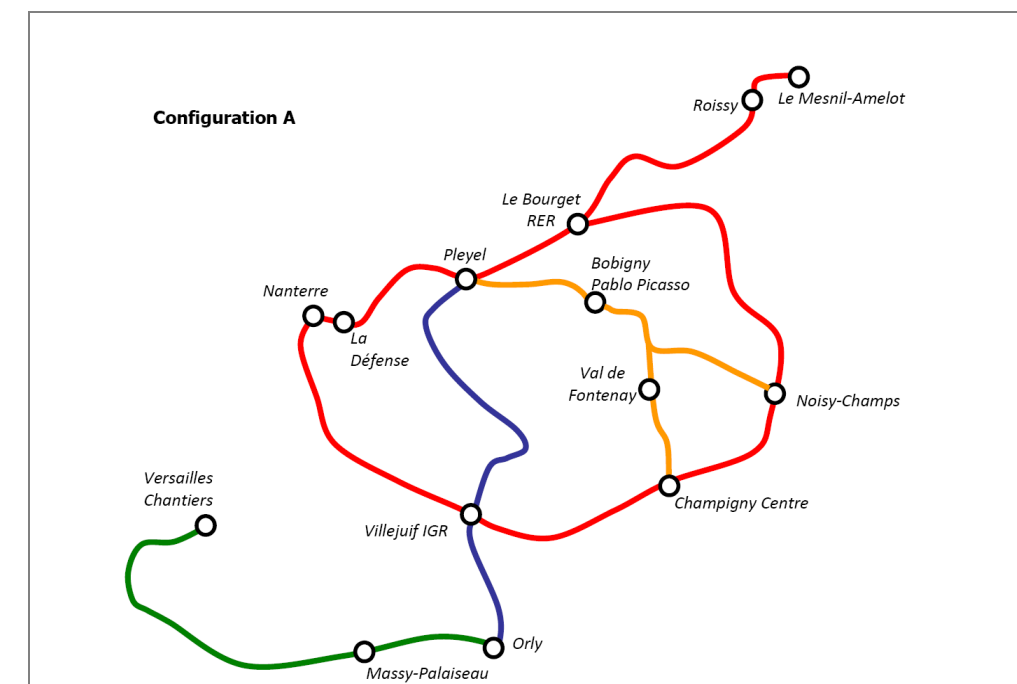 Configuration A
Roissy
Le Mesnil-Amelot
Le Bourget
RER
Pleyel
Bobigny
Pablo Picasso
Nanterre
La
Défense
Val de
Fontenay
Noisy-Champs
Versailles
Chantiers
Champigny Centre
Villejuif IGR
Orly
Massy-Palaiseau